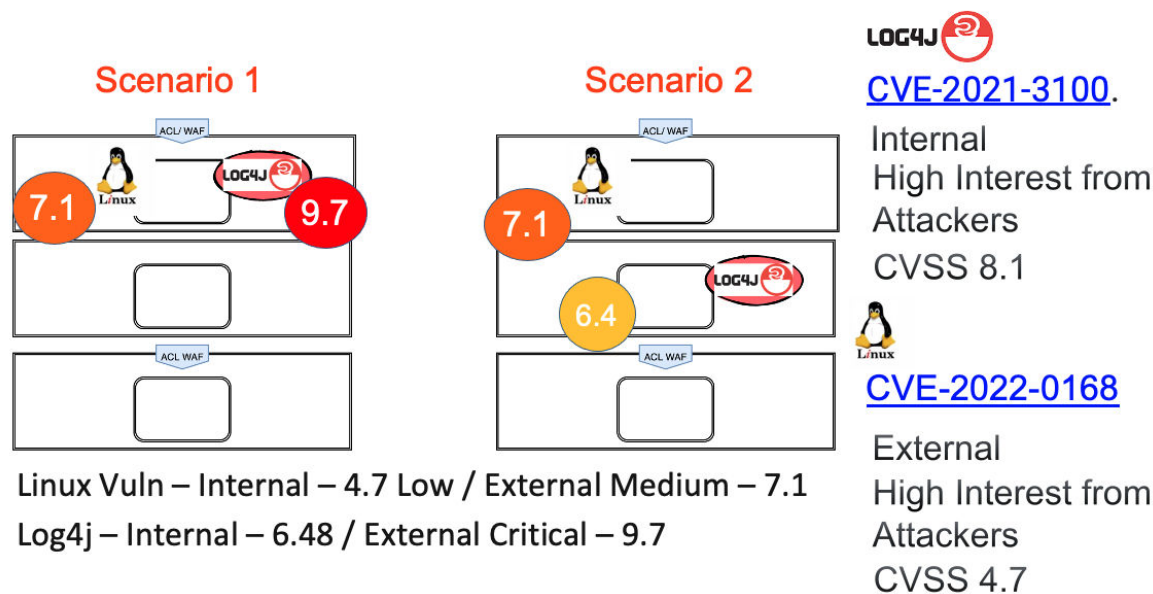 Scenario 1
ACL/ WAF
Linux
LOG4J
7.1
9.7
ACL WAF
Scenario 2
ACL/ WAF
Linux
7.1
LOG4J
6.4
ACL WAF
LOG4J
CVE-2021-3100.
Internal
High Interest from
Attackers
CVSS 8.1
Linux
CVE-2022-0168
External
High Interest from
Attackers
CVSS 4.7
Linux Vuln – Internal – 4.7 Low / External Medium – 7.1
Log4j – Internal – 6.48 / External Critical – 9.7